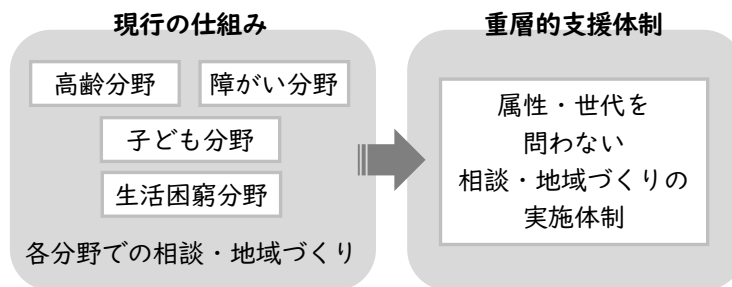 現行の仕組み
高齢分野
障がい分野
子ども分野
生活困窮分野
各分野での相談・地域づくり
重層的支援体制
属性・世代を
問わない
相談・地域づくりの
実施体制